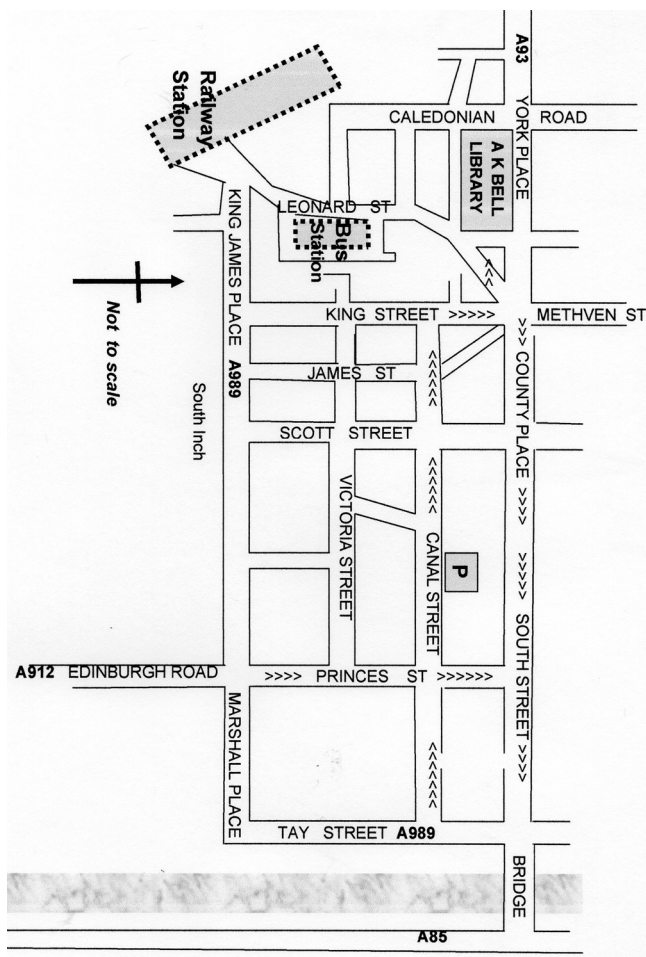 A93
YORK PLACE
CALEDONIAN ROAD
Railway
Station
A K BELL
LIBRARY
LEONARD ST
Bus
Station
KING JAMES PLACE
KING STREET >>>>>
METHVEN ST
>>>
<<<
Not to scale
A989
JAMES ST
<<<<<<
COUNTY PLACE >>>>
South Inch
SCOTT STREET
<<<<<<
VICTORIA STREET
CANAL STREET
P
>>>>>
SOUTH STREET >>>>
A912 EDINBURGH ROAD
>>>> PRINCES ST >>>>>>
MARSHALL PLACE
<<<<<<<
TAY STREET A989
BRIDGE
A85